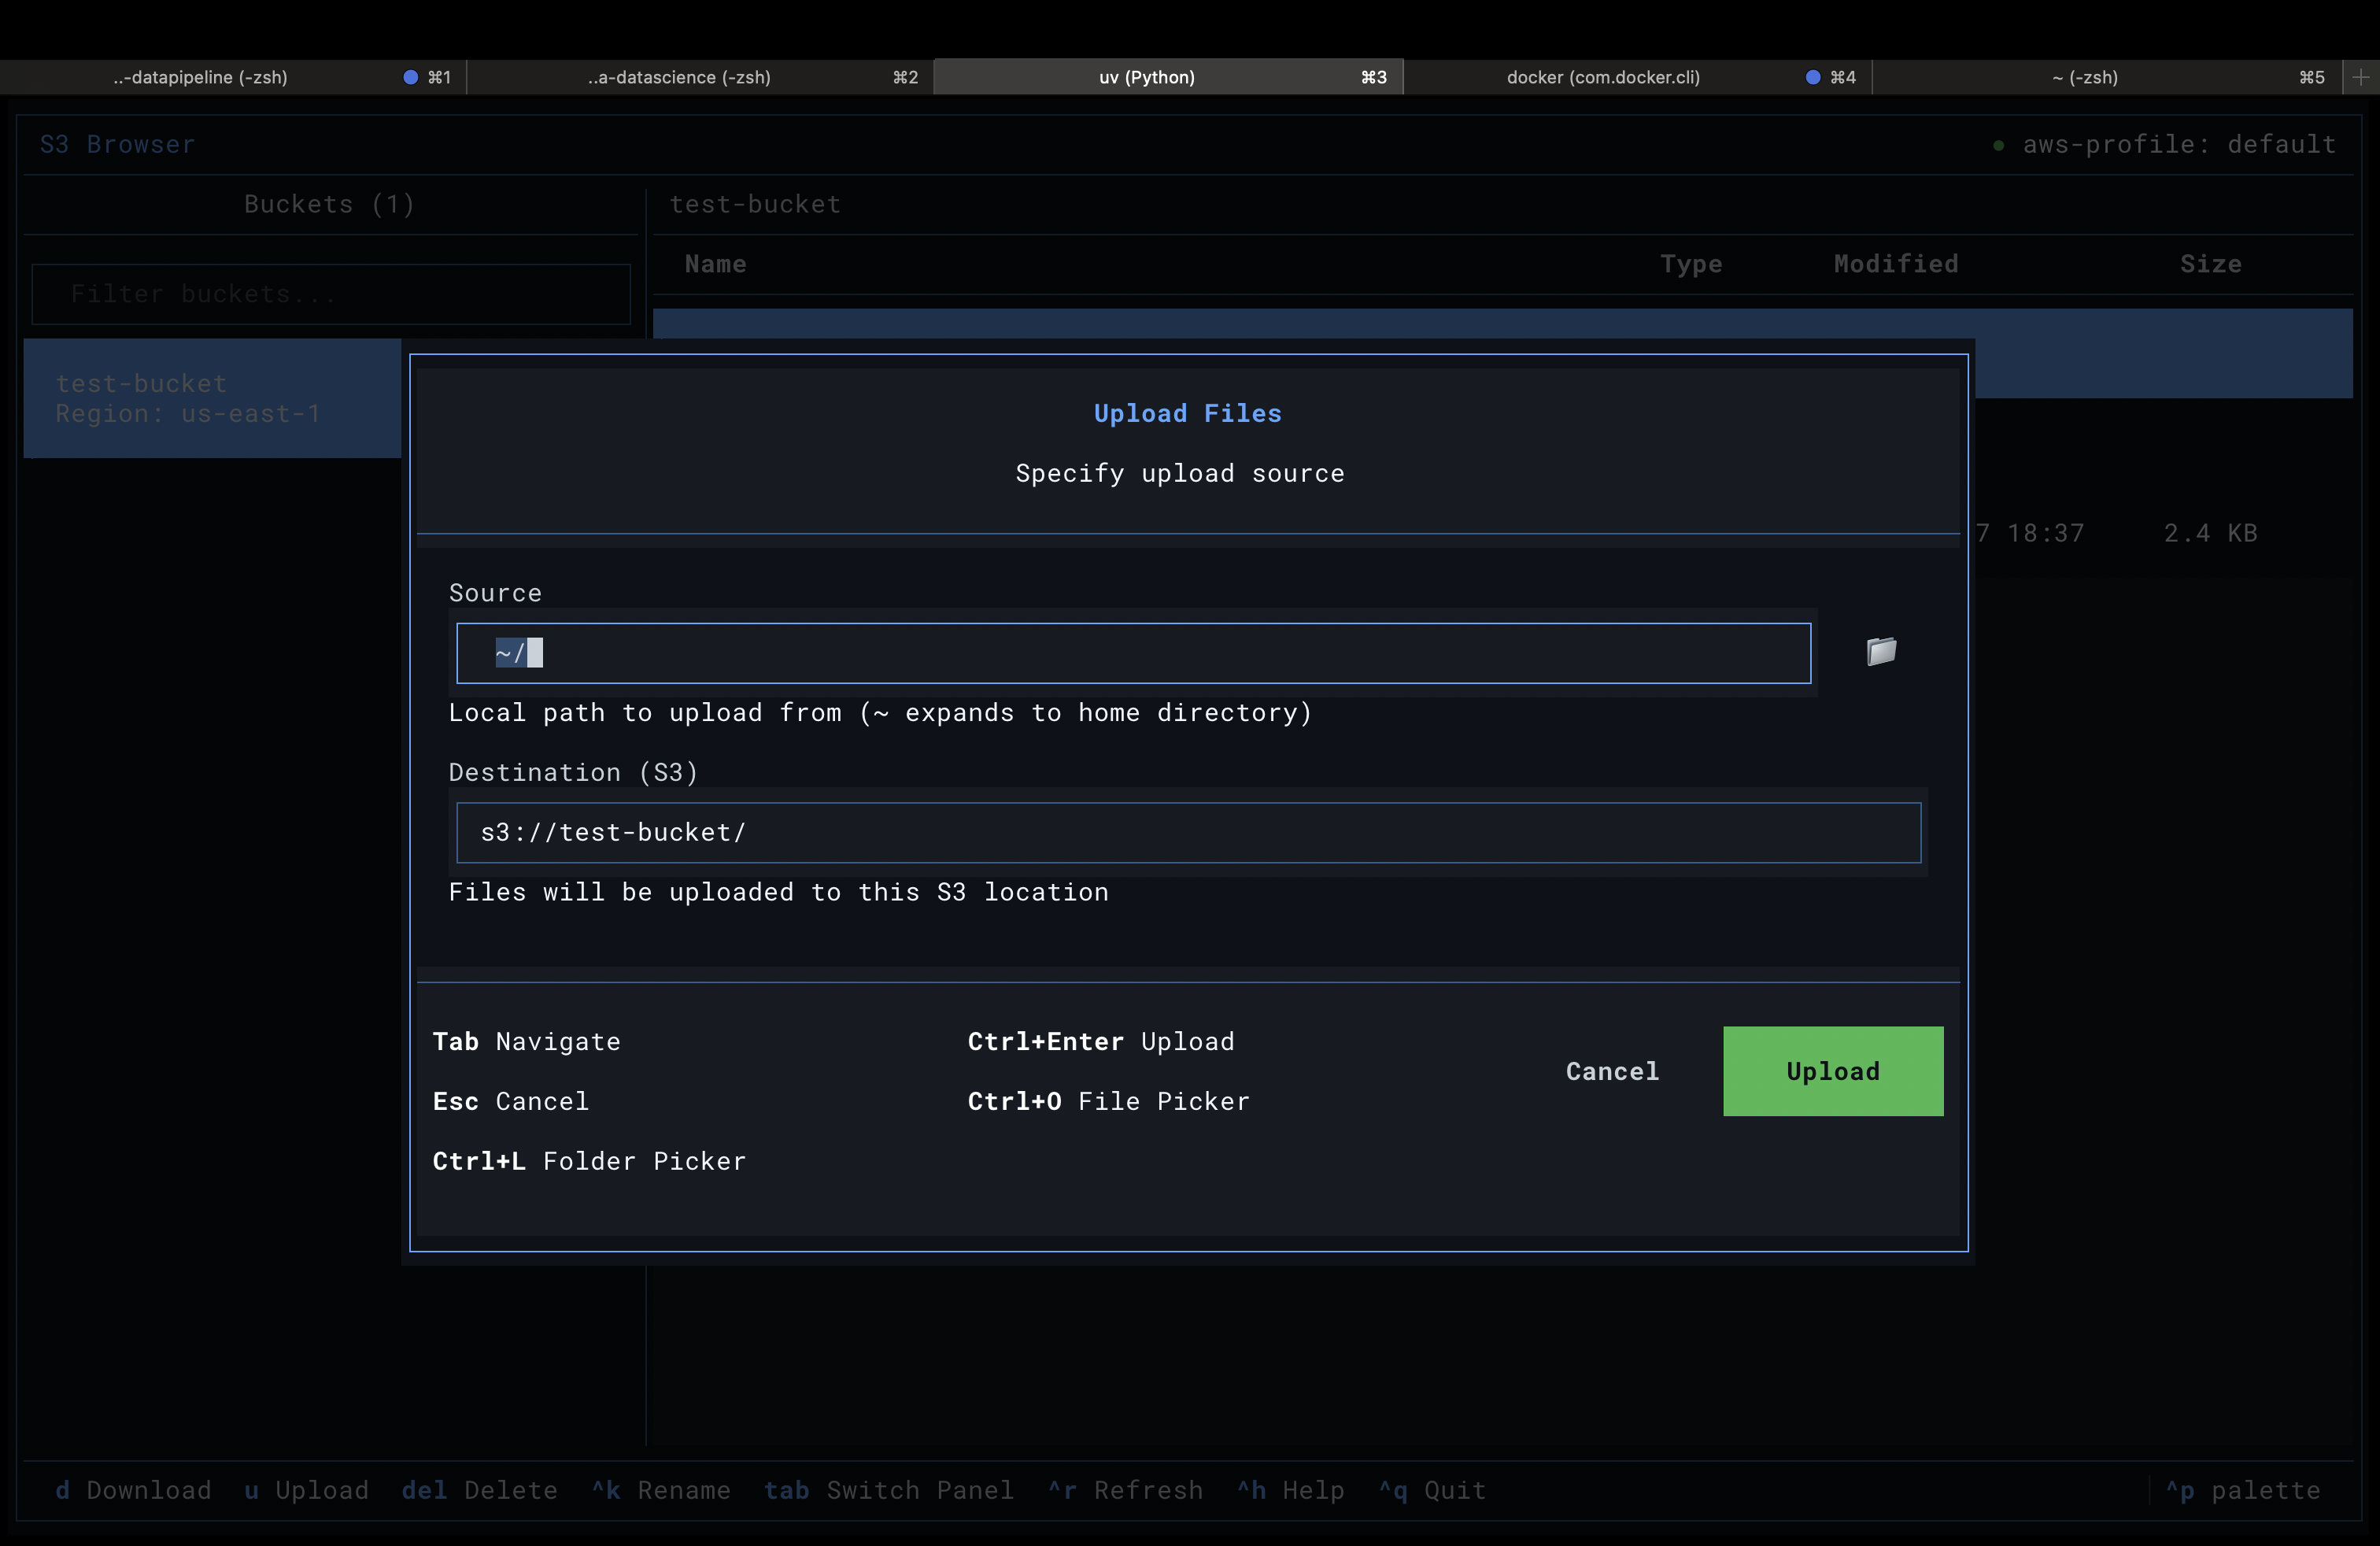 ..-datapipeline (-zsh) ⌘1 ..a-datascience (-zsh) ⌘2 uv (Python) ⌘3 docker (com.docker.cli) ⌘4 ~ (-zsh) ⌘5 +
S3 Browser
aws-profile: default
Buckets (1)
test-bucket
Name Type Modified Size
Filter buckets...
test-bucket
Region: us-east-1
7 18:37 2.4 KB
Upload Files
Specify upload source
Source
~/
Local path to upload from (~ expands to home directory)
Destination (S3)
s3://test-bucket/
Files will be uploaded to this S3 location
Tab Navigate
Ctrl+Enter Upload
Esc Cancel
Ctrl+O File Picker
Ctrl+L Folder Picker
Cancel
Upload
d Download u Upload del Delete ^k Rename tab Switch Panel ^r Refresh ^h Help ^q Quit ^p palette